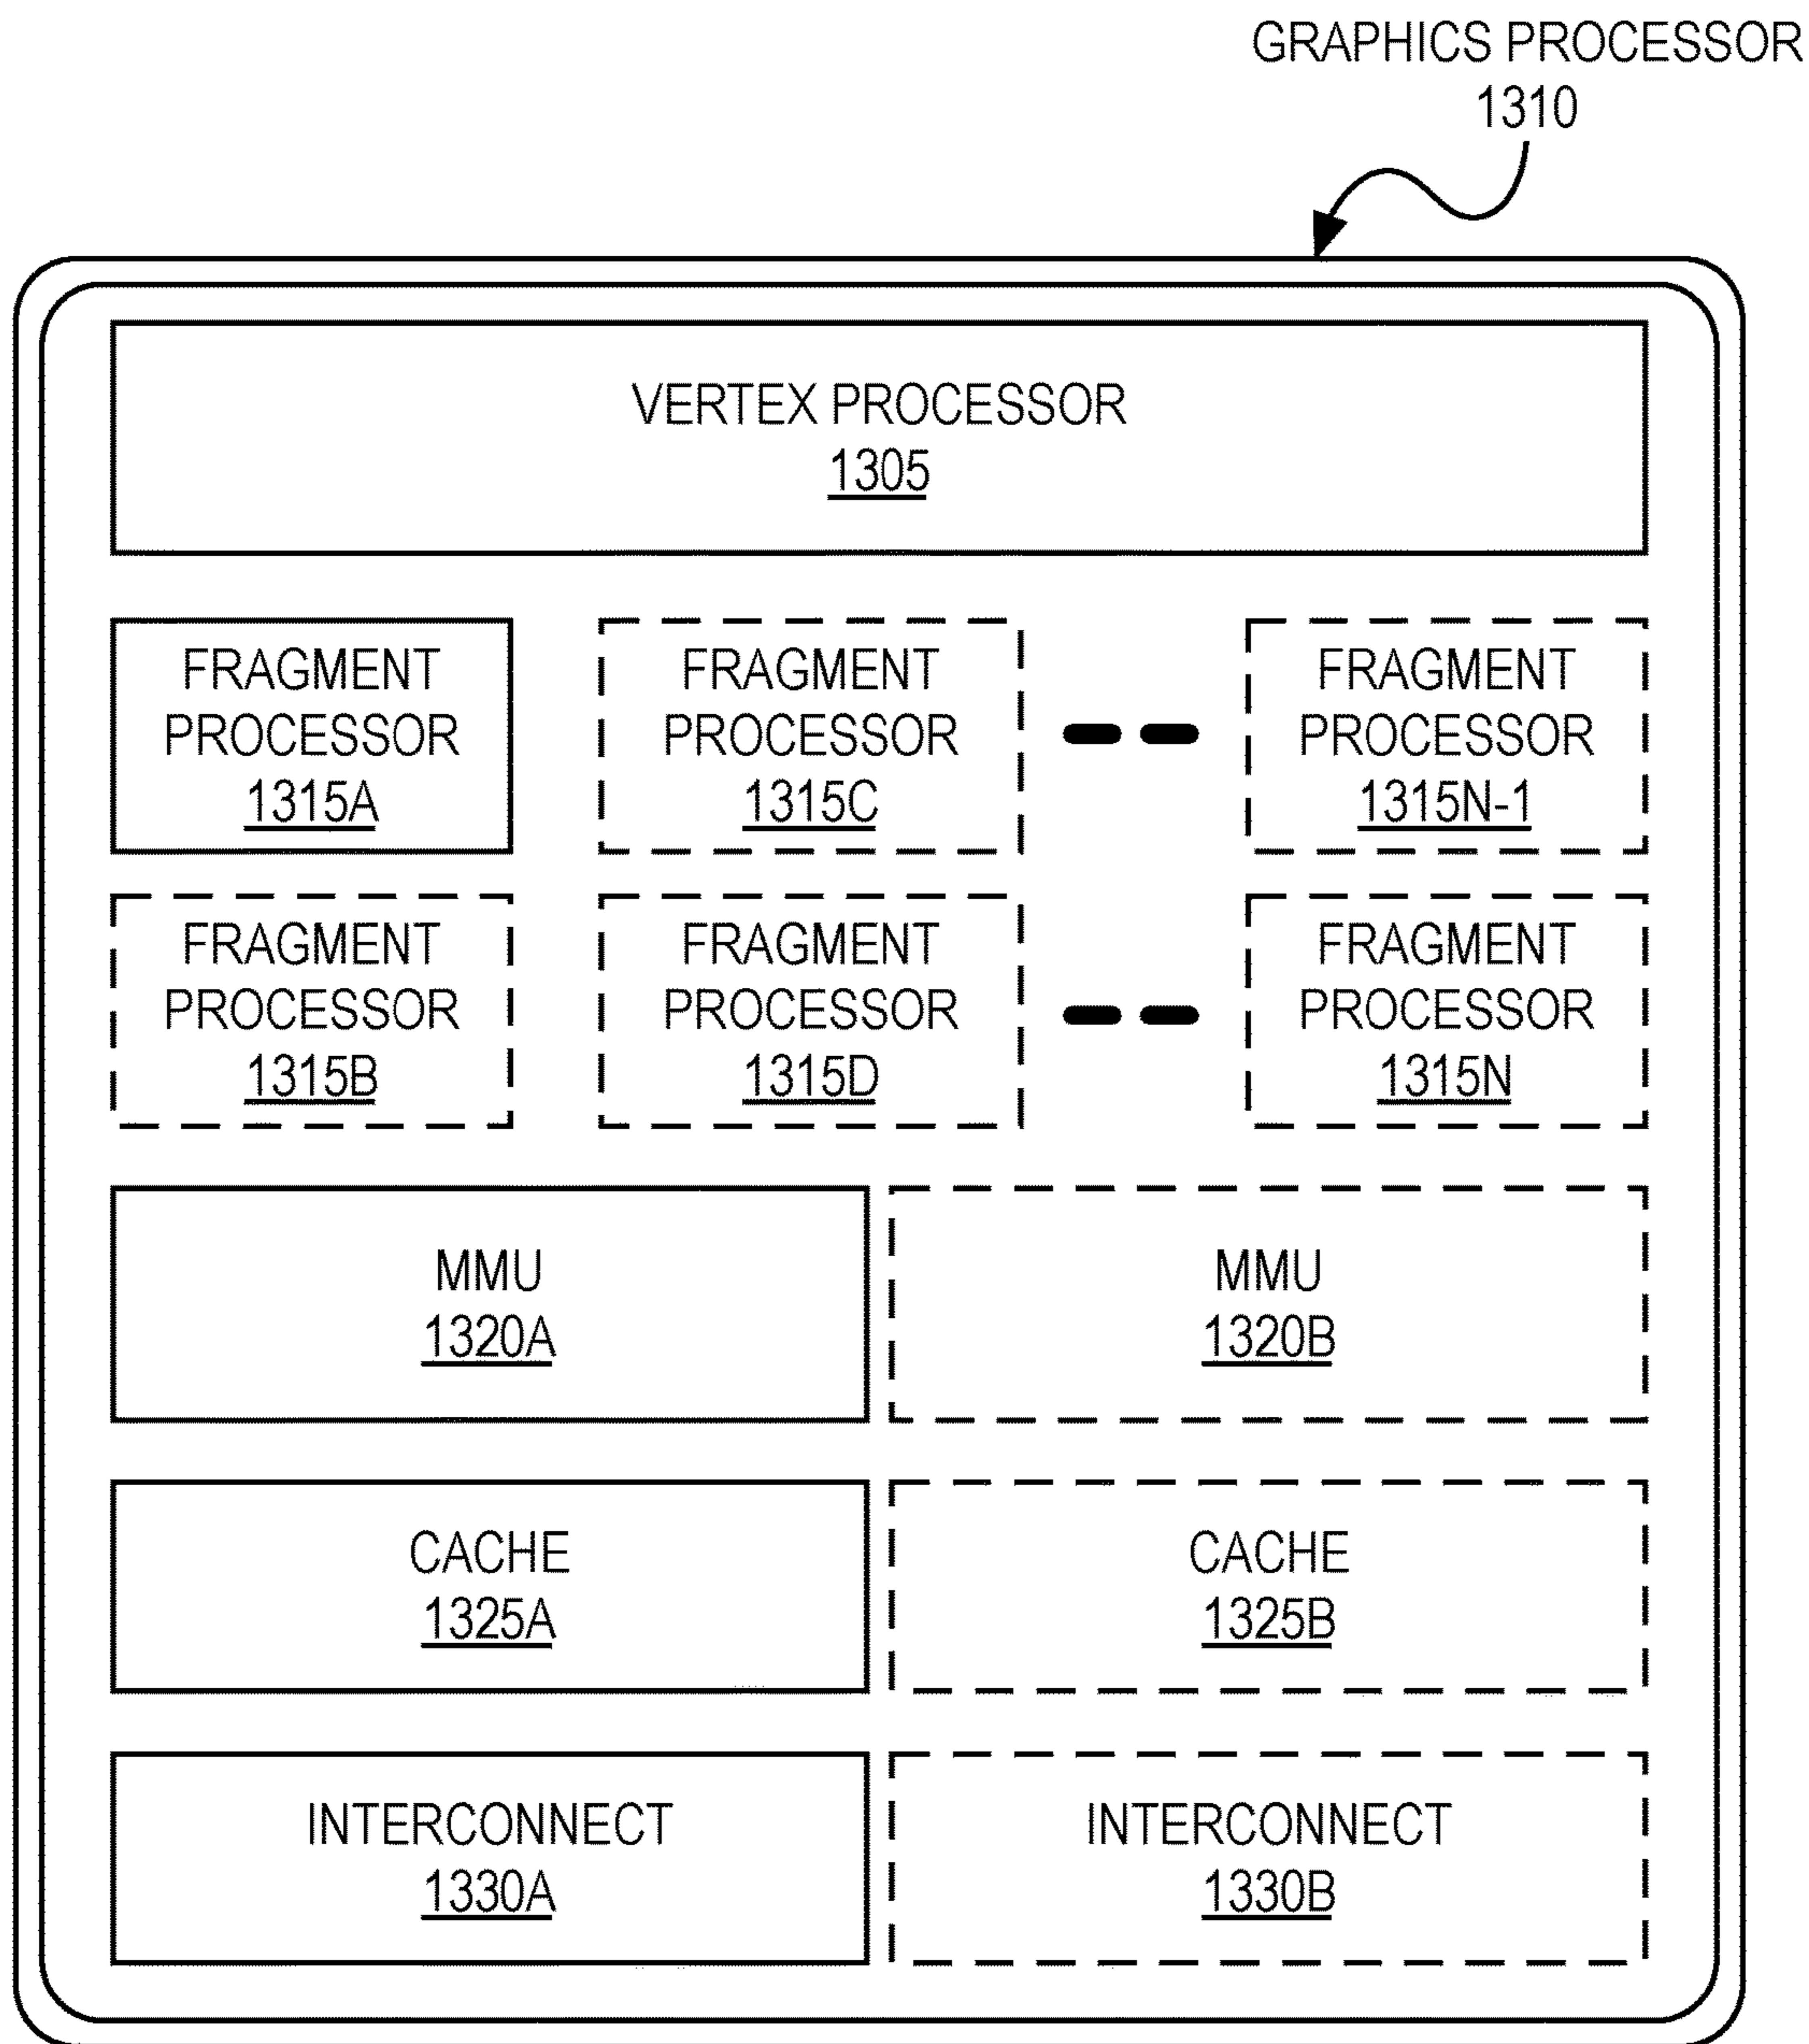 GRAPHICS PROCESSOR
1310
VERTEX PROCESSOR
1305
FRAGMENT
PROCESSOR
1315A
FRAGMENT
PROCESSOR
1315C
FRAGMENT
PROCESSOR
1315N-1
FRAGMENT
PROCESSOR
1315B
FRAGMENT
PROCESSOR
1315D
FRAGMENT
PROCESSOR
1315N
MMU
1320A
MMU
1320B
CACHE
1325A
CACHE
1325B
INTERCONNECT
1330A
INTERCONNECT
1330B